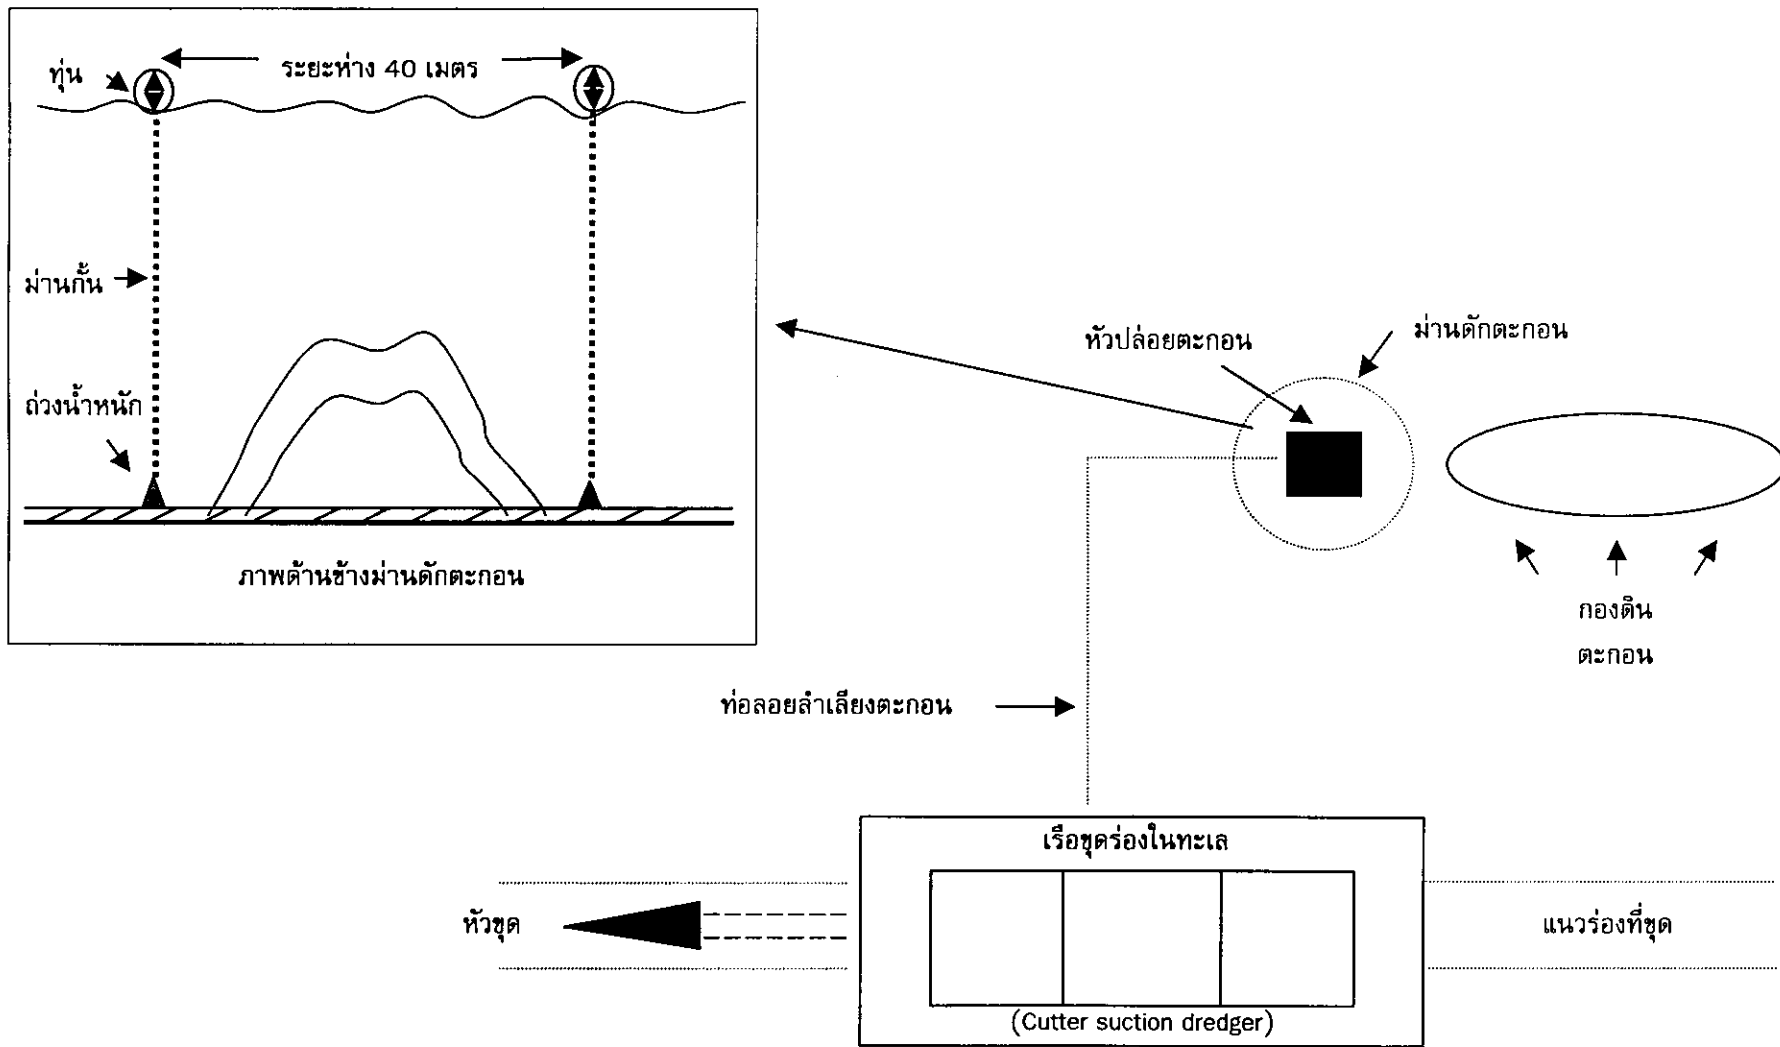 ทุ่น
ระยะห่าง 40 เมตร
ม่านกั้น
ถ่วงน้ำหนัก
ภาพด้านข้างม่านดักตะกอน
หัวปล่อยตะกอน
ม่านดักตะกอน
กองดิน
ตะกอน
ท่อลอยลำเลียงตะกอน
เรือขุดร่องในทะเล
หัวขุด
แนวร่องที่ขุด
(Cutter suction dredger)